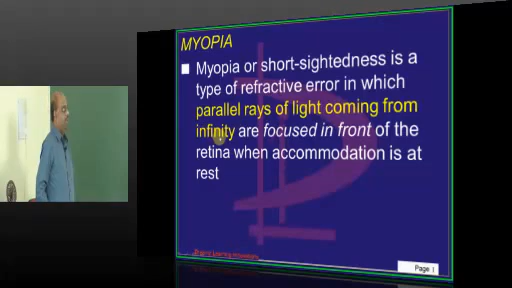 MYOPIA
Myopia or short-sightedness is a
type of refractive error in which
parallel rays of light coming from
infinity are focused in front of the
retina when accommodation is at
rest
Page 1